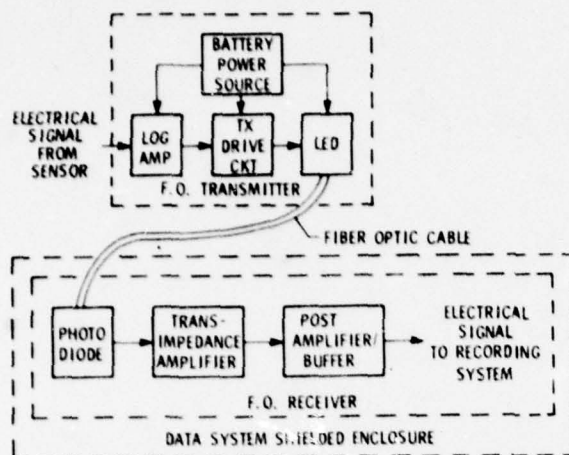 BATTERY
POWER
SOURCE
ELECTRICAL
SIGNAL
FROM
SENSOR
LOG
AMP
TX
DRIVE
CKT
LED
F.O. TRANSMITTER
FIBER OPTIC CABLE
PHOTO
DIODE
TRANS-
IMPEDANCE
AMPLIFIER
POST
AMPLIFIER/
BUFFER
ELECTRICAL
SIGNAL
TO RECORDING
SYSTEM
F.O. RECEIVER
DATA SYSTEM SHIELDED ENCLOSURE